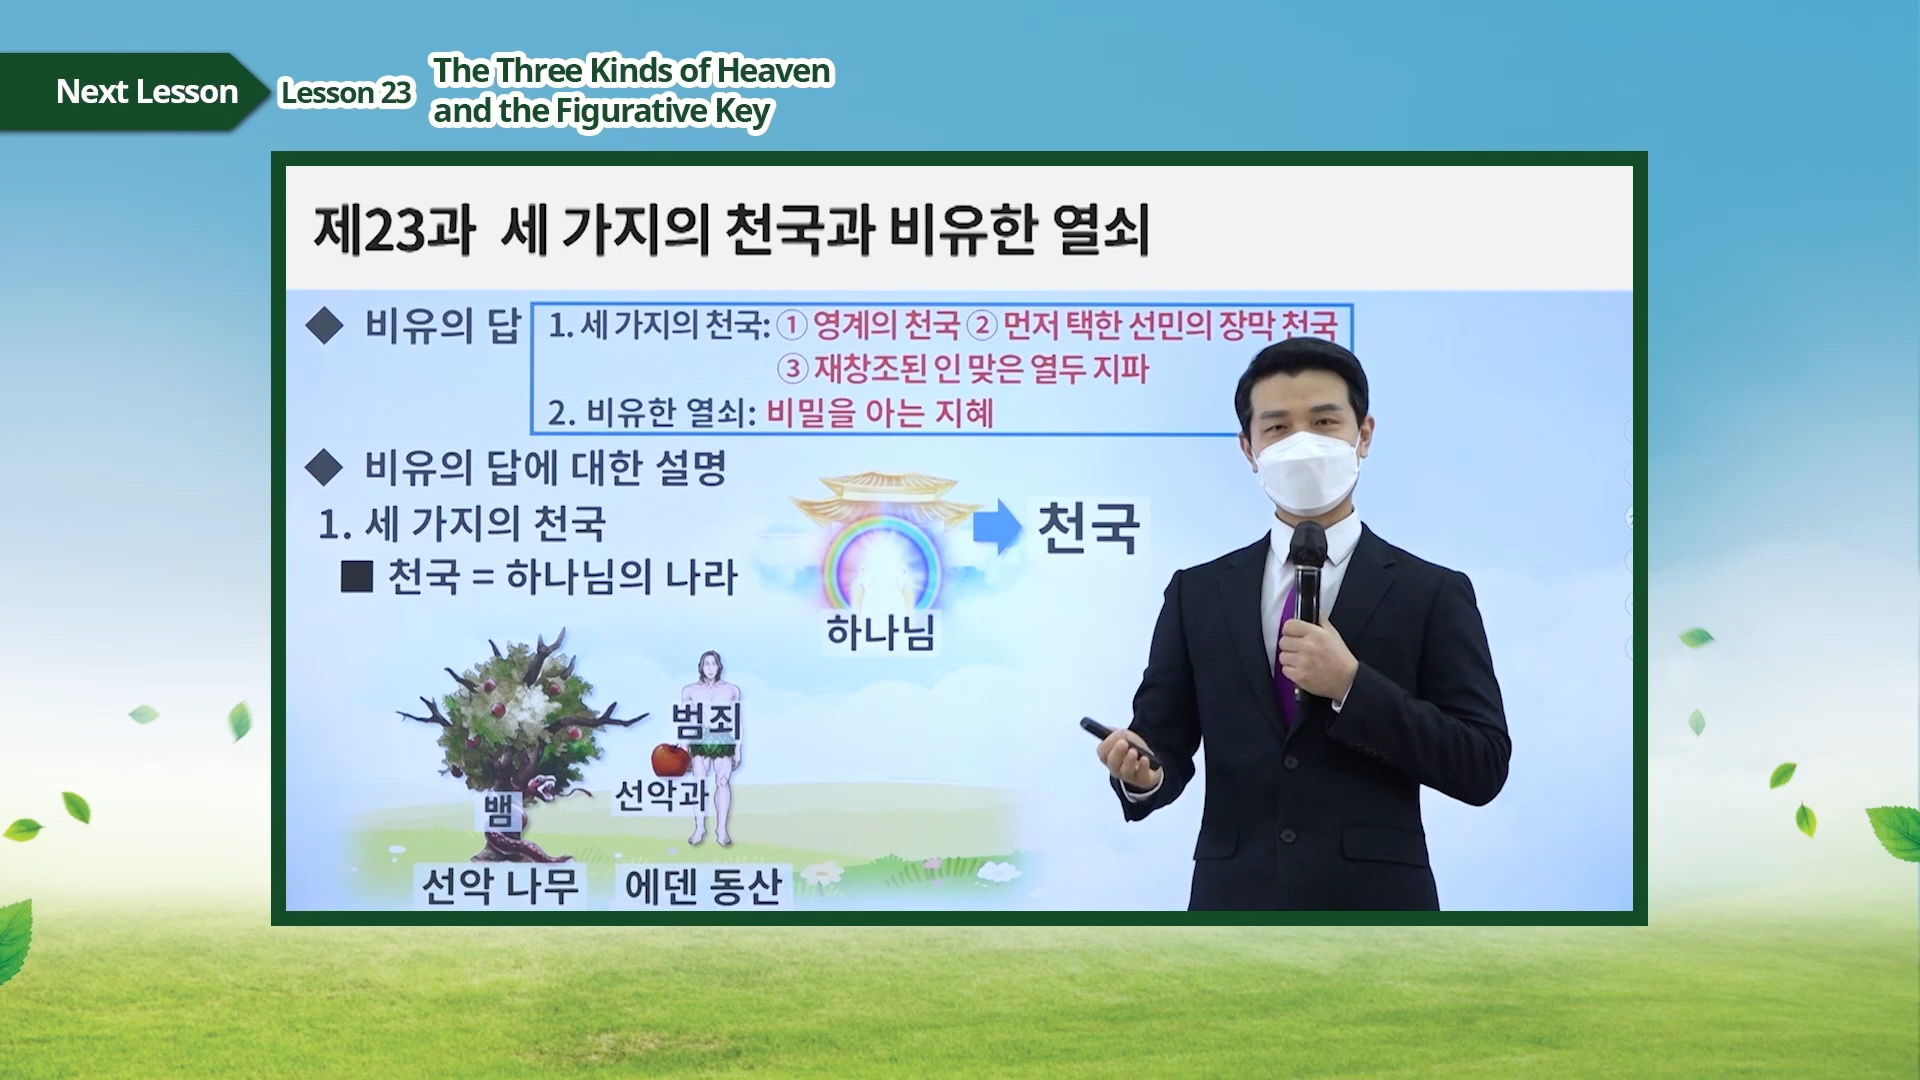 Next Lesson
Lesson 23
The Three Kinds of Heaven
and the Figurative Key
제23과 세 가지의 천국과 비유한 열쇠
◆ 비유의 답
1. 세 가지의 천국: ① 영계의 천국 ② 먼저 택한 선민의 장막 천국
③ 재창조된 인 맞은 열두 지파
2. 비유한 열쇠: 비밀을 아는 지혜
◆ 비유의 답에 대한 설명
1. 세 가지의 천국
■ 천국 = 하나님의 나라
천국
하나님
범죄
선악과
뱀
선악 나무
에덴 동산